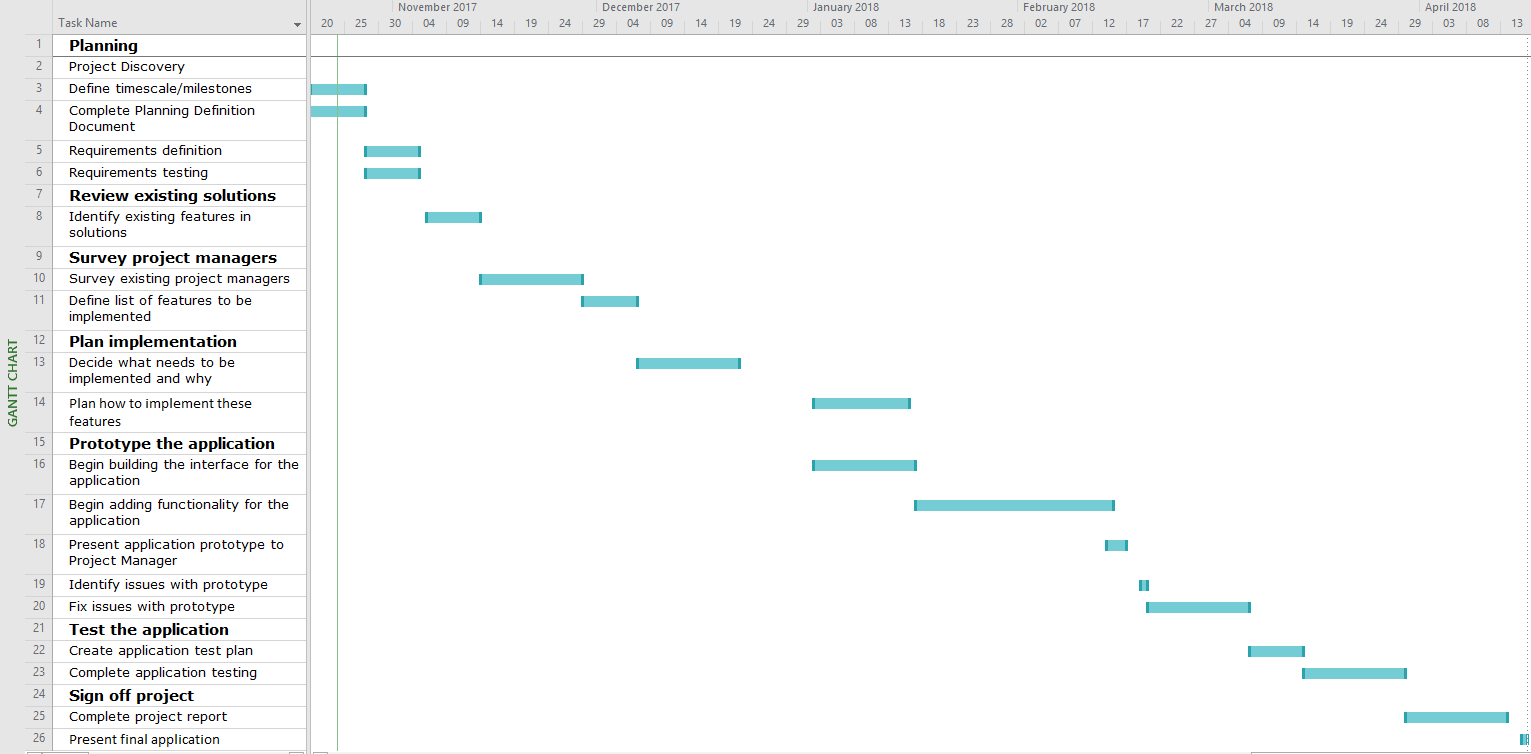 November 2017 December 2017 January 2018 February 2018 March 2018 April 2018
Task Name 20 25 30 04 09 14 19 24 29 04 09 14 19 24 29 03 08 13 18 23 28 02 07 12 17 22 27 04 09 14 19 24 29 03 08 13
1 Planning
2 Project Discovery
3 Define timescale/milestones
4 Complete Planning Definition
Document
5 Requirements definition
6 Requirements testing
7 Review existing solutions
8 Identify existing features in
solutions
9 Survey project managers
10 Survey existing project managers
11 Define list of features to be
implemented
12 Plan implementation
13 Decide what needs to be
implemented and why
14 Plan how to implement these
features
15 Prototype the application
16 Begin building the interface for the
application
17 Begin adding functionality for the
application
18 Present application prototype to
Project Manager
19 Identify issues with prototype
20 Fix issues with prototype
21 Test the application
22 Create application test plan
23 Complete application testing
24 Sign off project
25 Complete project report
26 Present final application
GANTT CHART